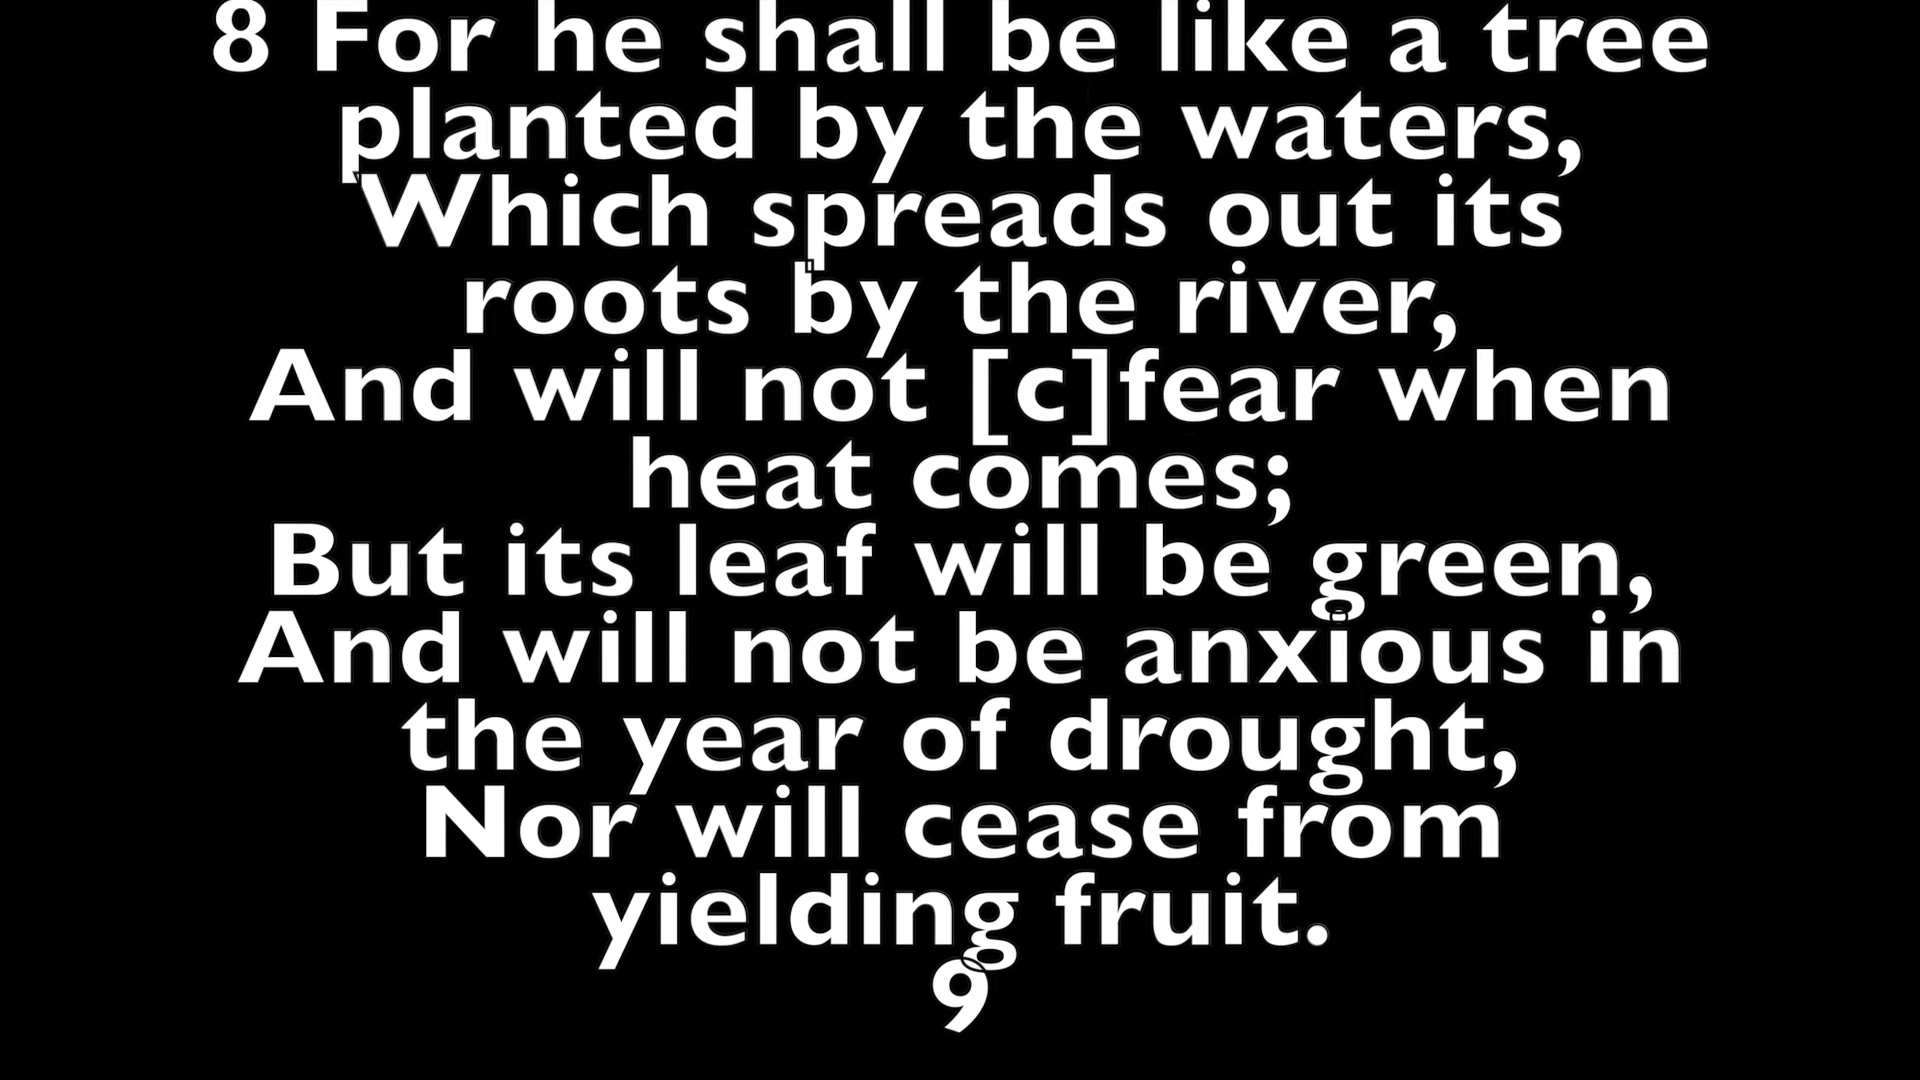 8 For he shall be like a tree
planted by the waters,
Which spreads out its
roots by the river,
And will not [c]fear when
heat comes;
But its leaf will be green,
And will not be anxious in
the year of drought,
Nor will cease from
yielding fruit.
9